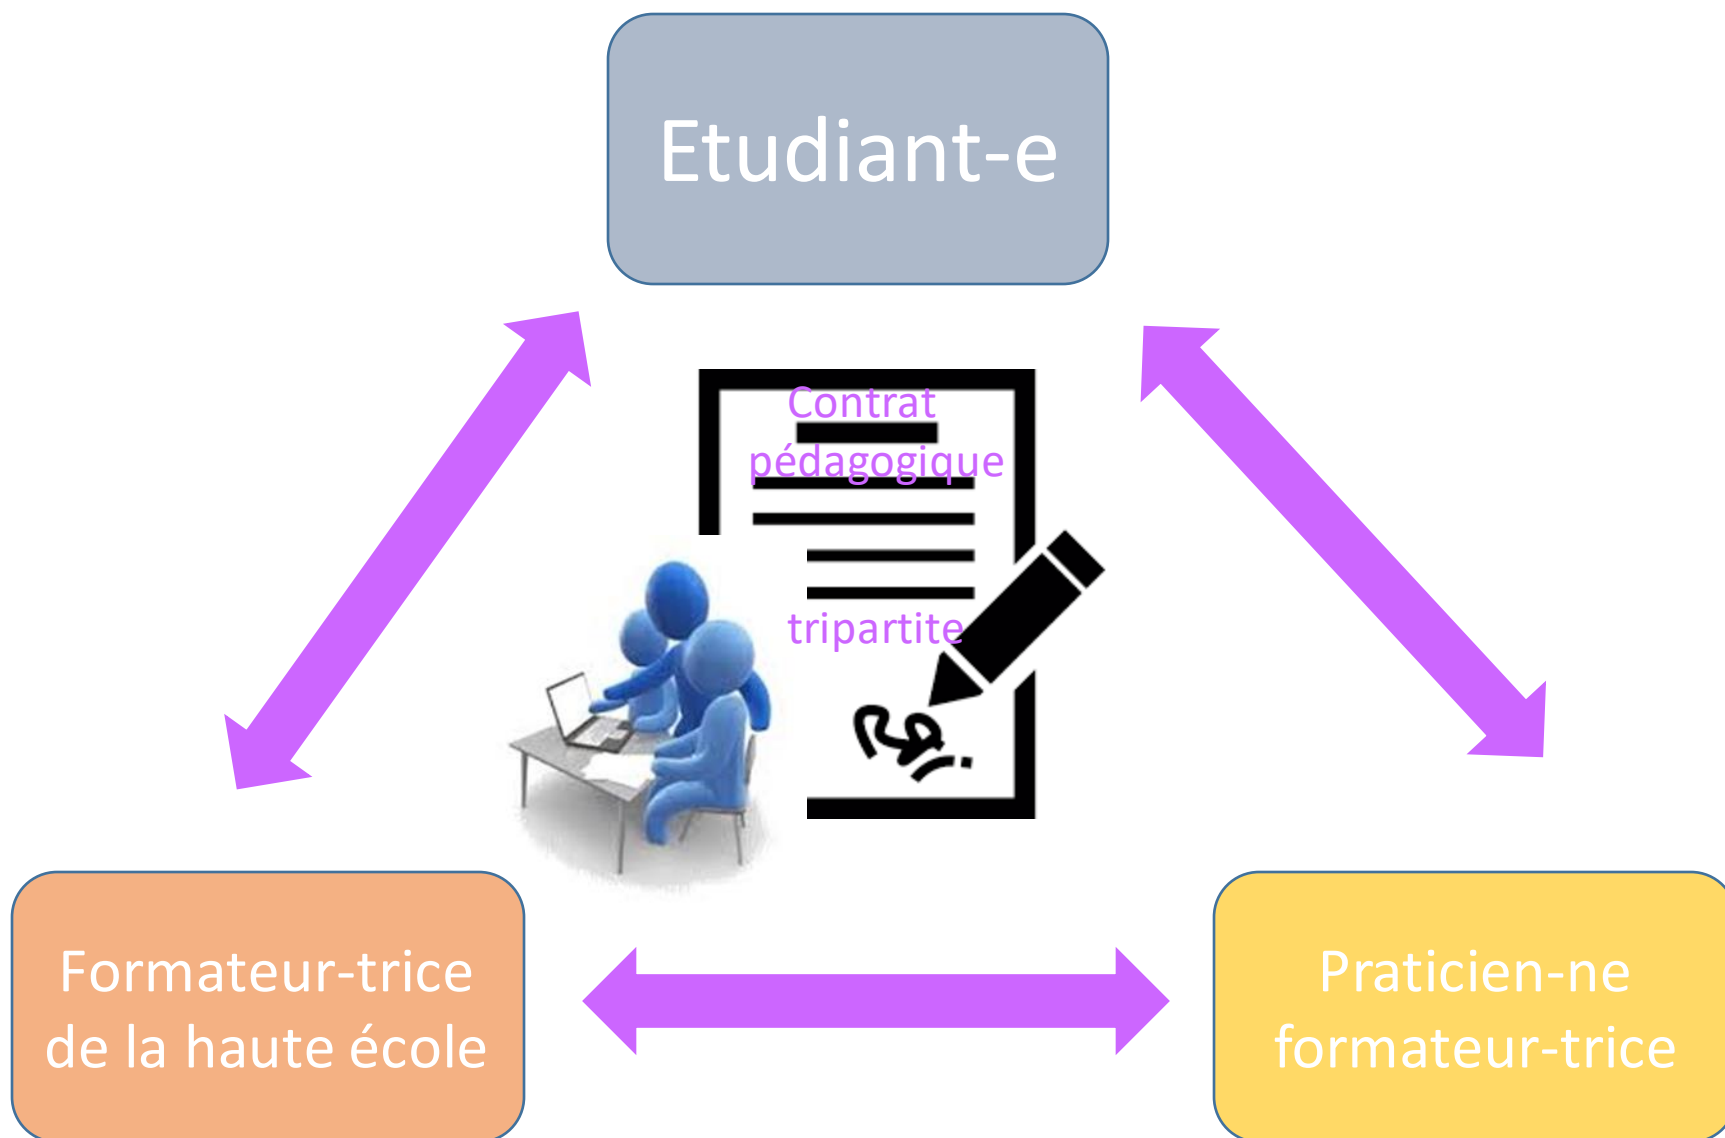 Etudiant-e
Contrat
pédagogique
tripartite
Formateur-trice
de la haute école
Praticien-ne
formateur-trice